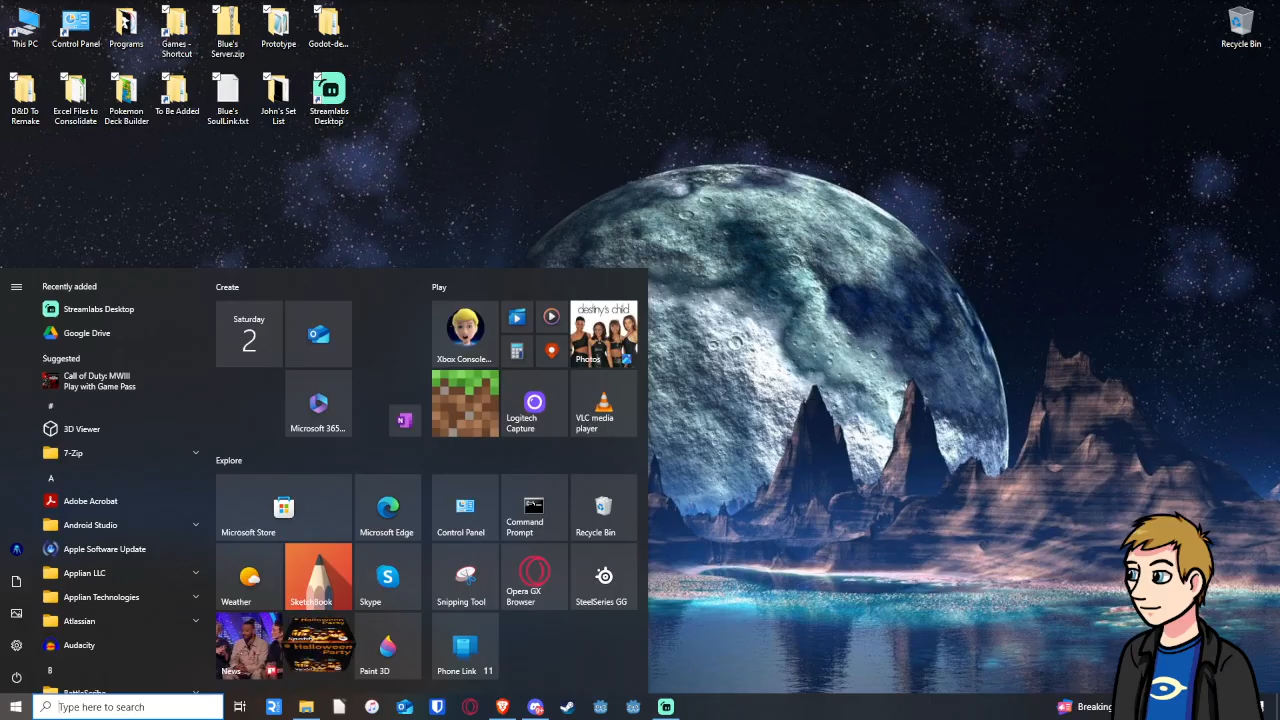 This PC
Control Panel
Programs
Games -
Shortcut
Blue's
Server.zip
Prototype
Godot-de...
Recycle Bin
D&D To
Remake
Excel Files to
Consolidate
Pokemon
Deck Builder
To Be Added
Blue's
SoulLink.txt
John's Set
List
Streamlabs
Desktop
Recently added
Streamlabs Desktop
Google Drive
Suggested
Call of Duty: MWIII
Play with Game Pass
#
3D Viewer
7-Zip
A
Adobe Acrobat
Android Studio
Apple Software Update
Applian LLC
Applian Technologies
Atlassian
Audacity
B
BattleScribe
Create
Saturday
2
Microsoft 365...
Explore
Microsoft Store
Microsoft Edge
Weather
SketchBook
Skype
News
Halloween
Party
Paint 3D
Play
Xbox Console...
destiny's child
Photos
Logitech
Capture
VLC media
player
Control Panel
Command
Prompt
Recycle Bin
Snipping Tool
Opera GX
Browser
SteelSeries GG
Phone Link 11
Type here to search
Breaking